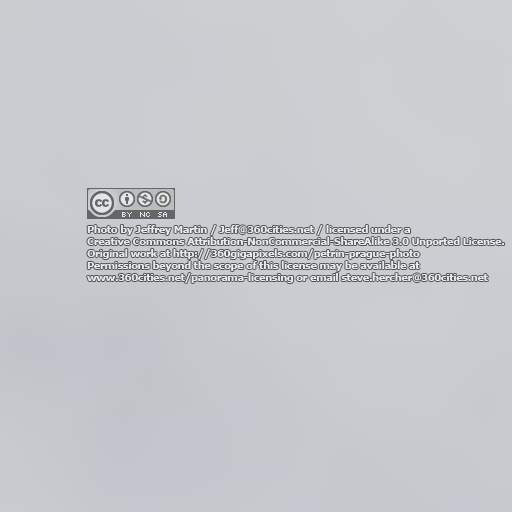 cc
BY NC SA
Photo by Jeffrey Martin / Jeff@360cities.net / licensed under a
Creative Commons Attribution-NonCommercial-ShareAlike 3.0 Unported License.
Original work at http://360gigapixels.com/petrin-prague-photo
Permissions beyond the scope of this license may be available at
www.360cities.net/panorama-licensing or email steve.hercher@360cities.net